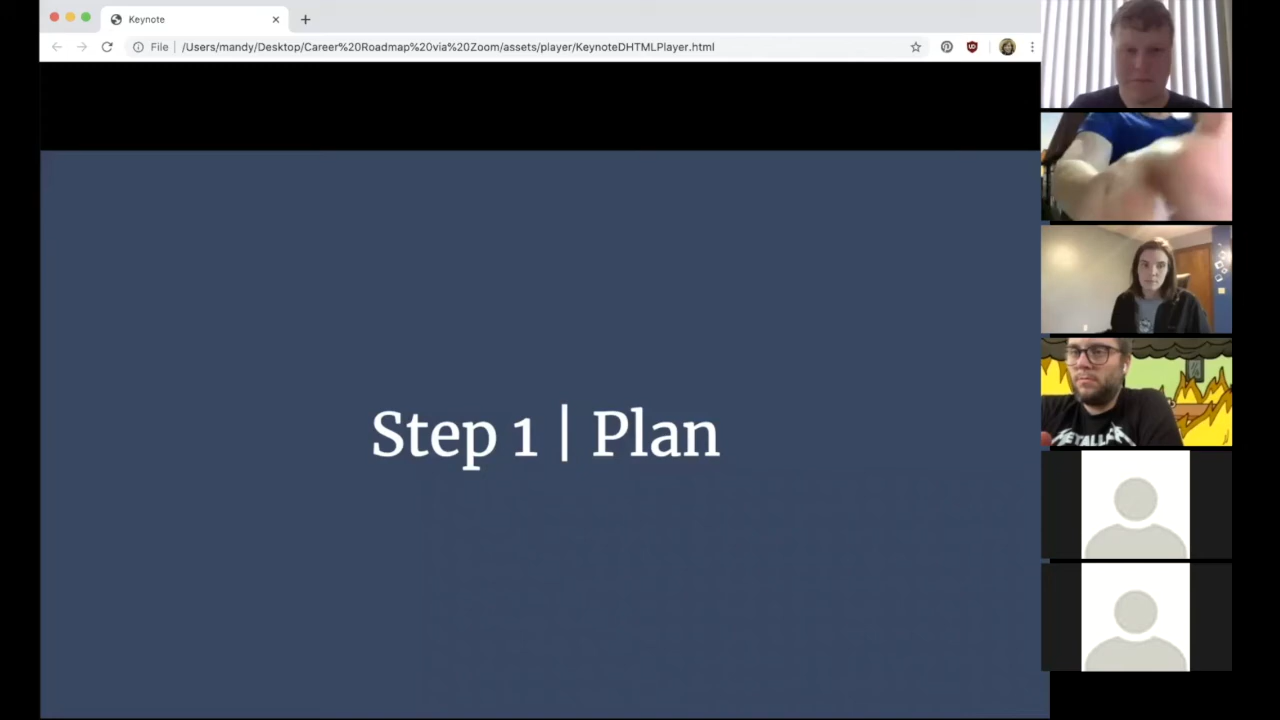 Keynote
File
/Users/mandy/Desktop/Career%20Roadmap%20via%20Zoom/assets/player/KeynoteDHTMLPlayer.html
Step 1 | Plan
METALLICA